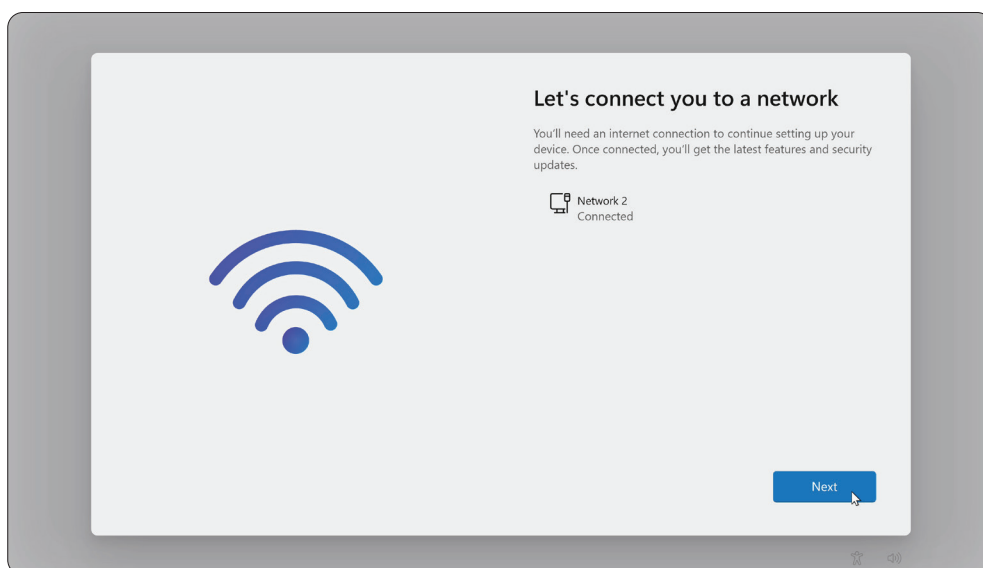 Let's connect you to a network
You'll need an internet connection to continue setting up your
device. Once connected, you'll get the latest features and security
updates.
Network 2
Connected
Next